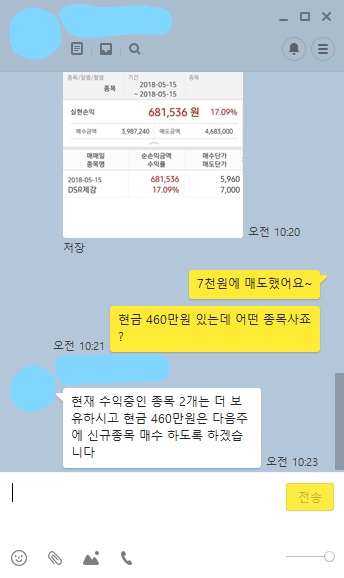 종목/일별/월별 기간 종목
종목 2018-05-15
~ 2018-05-15
실현손익 681,536 원 17.09%
매수금액 3,987,240 매도금액 4,683,000
매매일 순손익금액 매수단가
종목명 수익률 매도단가
2018-05-15 681,536 5,960
DSR제강 17.09% 7,000
오전 10:20
저장
7천원에 매도했어요~
현금 460만원 있는데 어떤 종목사죠
?
오전 10:21
현재 수익중인 종목 2개는 더 보
유하시고 현금 460만원은 다음주
에 신규종목 매수 하도록 하겠습
니다
오전 10:23
전송